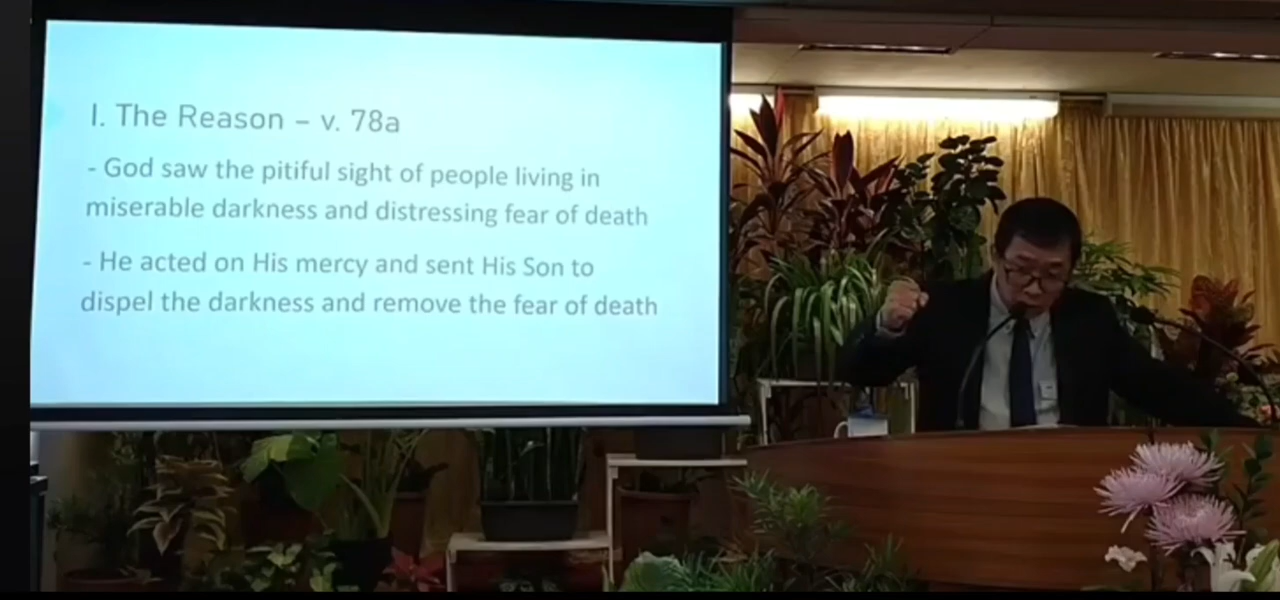 I. The Reason – v. 78a
- God saw the pitiful sight of people living in
miserable darkness and distressing fear of death
- He acted on His mercy and sent His Son to
dispel the darkness and remove the fear of death